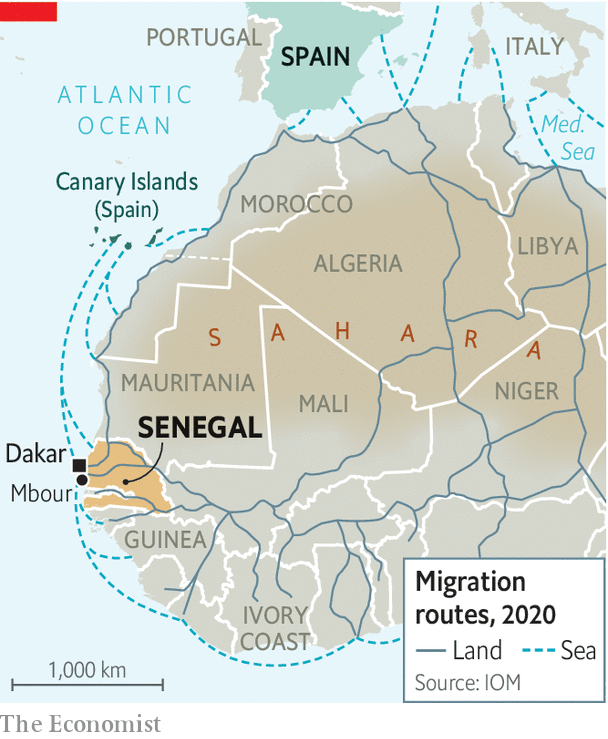 PORTUGAL
SPAIN
ITALY
ATLANTIC
OCEAN
Med.
Sea
Canary Islands
(Spain)
MOROCCO
ALGERIA
LIBYA
SAHARA
MAURITANIA
MALI
NIGER
SENEGAL
Dakar
Mbour
GUINEA
IVORY
COAST
Migration
routes, 2020
Land Sea
Source: IOM
1,000 km
The Economist